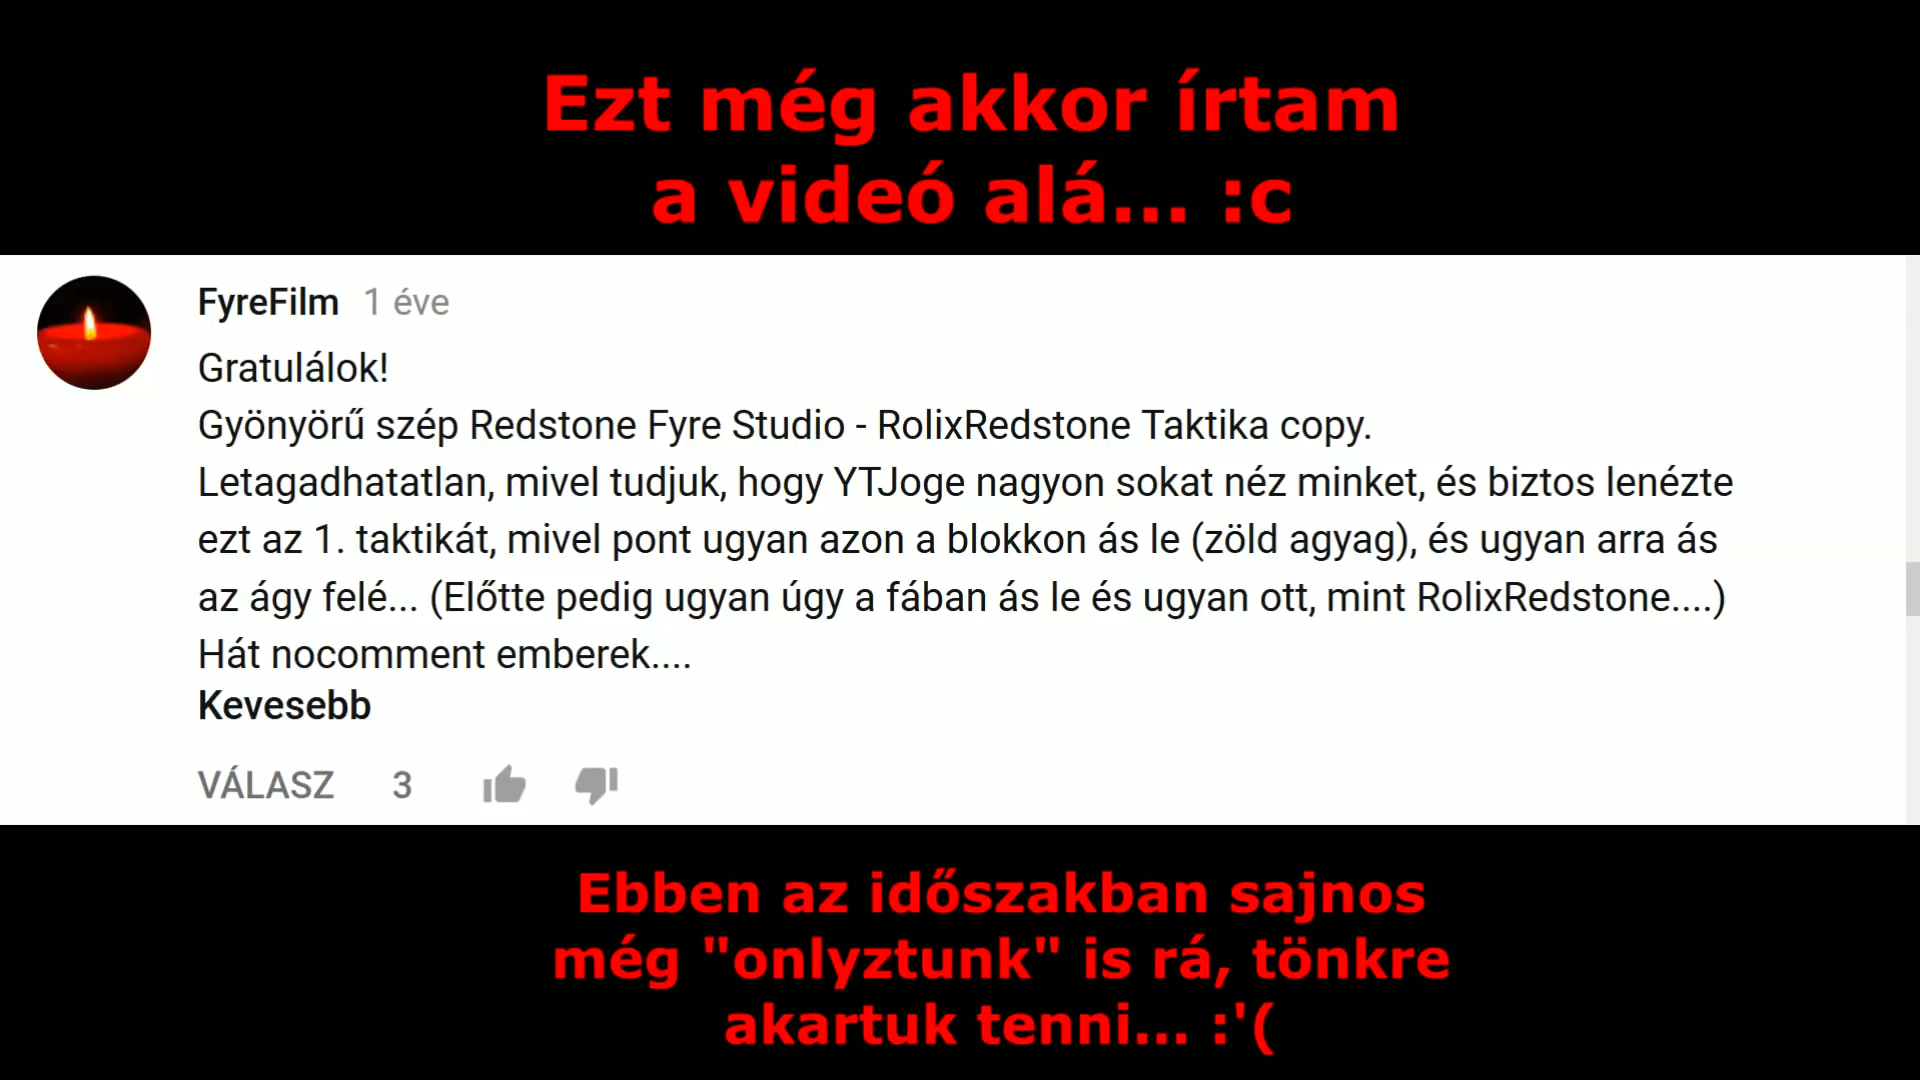 Ezt még akkor írtam
a videó alá... :c
FyreFilm 1 éve
Gratulálok!
Gyönyörű szép Redstone Fyre Studio - RolixRedstone Taktika copy.
Letagadhatatlan, mivel tudjuk, hogy YTJoge nagyon sokat néz minket, és biztos lenézte
ezt az 1. taktikát, mivel pont ugyan azon a blokkon ás le (zöld agyag), és ugyan arra ás
az ágy felé... (Előtte pedig ugyan úgy a fában ás le és ugyan ott, mint RolixRedstone....)
Hát nocomment emberek....
Kevesebb
VÁLASZ 3
Ebben az időszakban sajnos
még "onlyztunk" is rá, tönkre
akartuk tenni... :'(